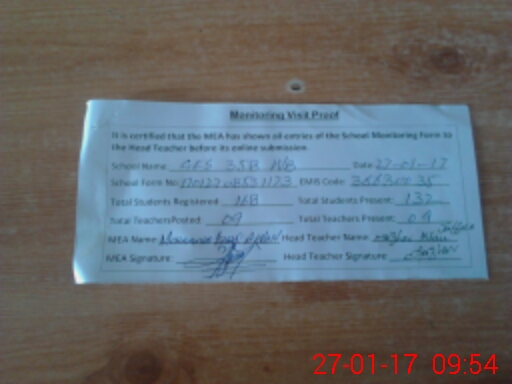 Monitoring Visit Proof
It is certified that the MEA has shown all entries of the School Monitoring Form to
the Head Teacher before its online submission.
School Name: GES 35B W/B Date: 27-01-17
School Form No: EMIS Code:
Total Students Registered: 168 Total Students Present: 132
Total Teachers Posted: 09 Total Teachers Present: 09
MEA Name: Head Teacher Name:
MEA Signature: Head Teacher Signature:
27-01-17 09:54